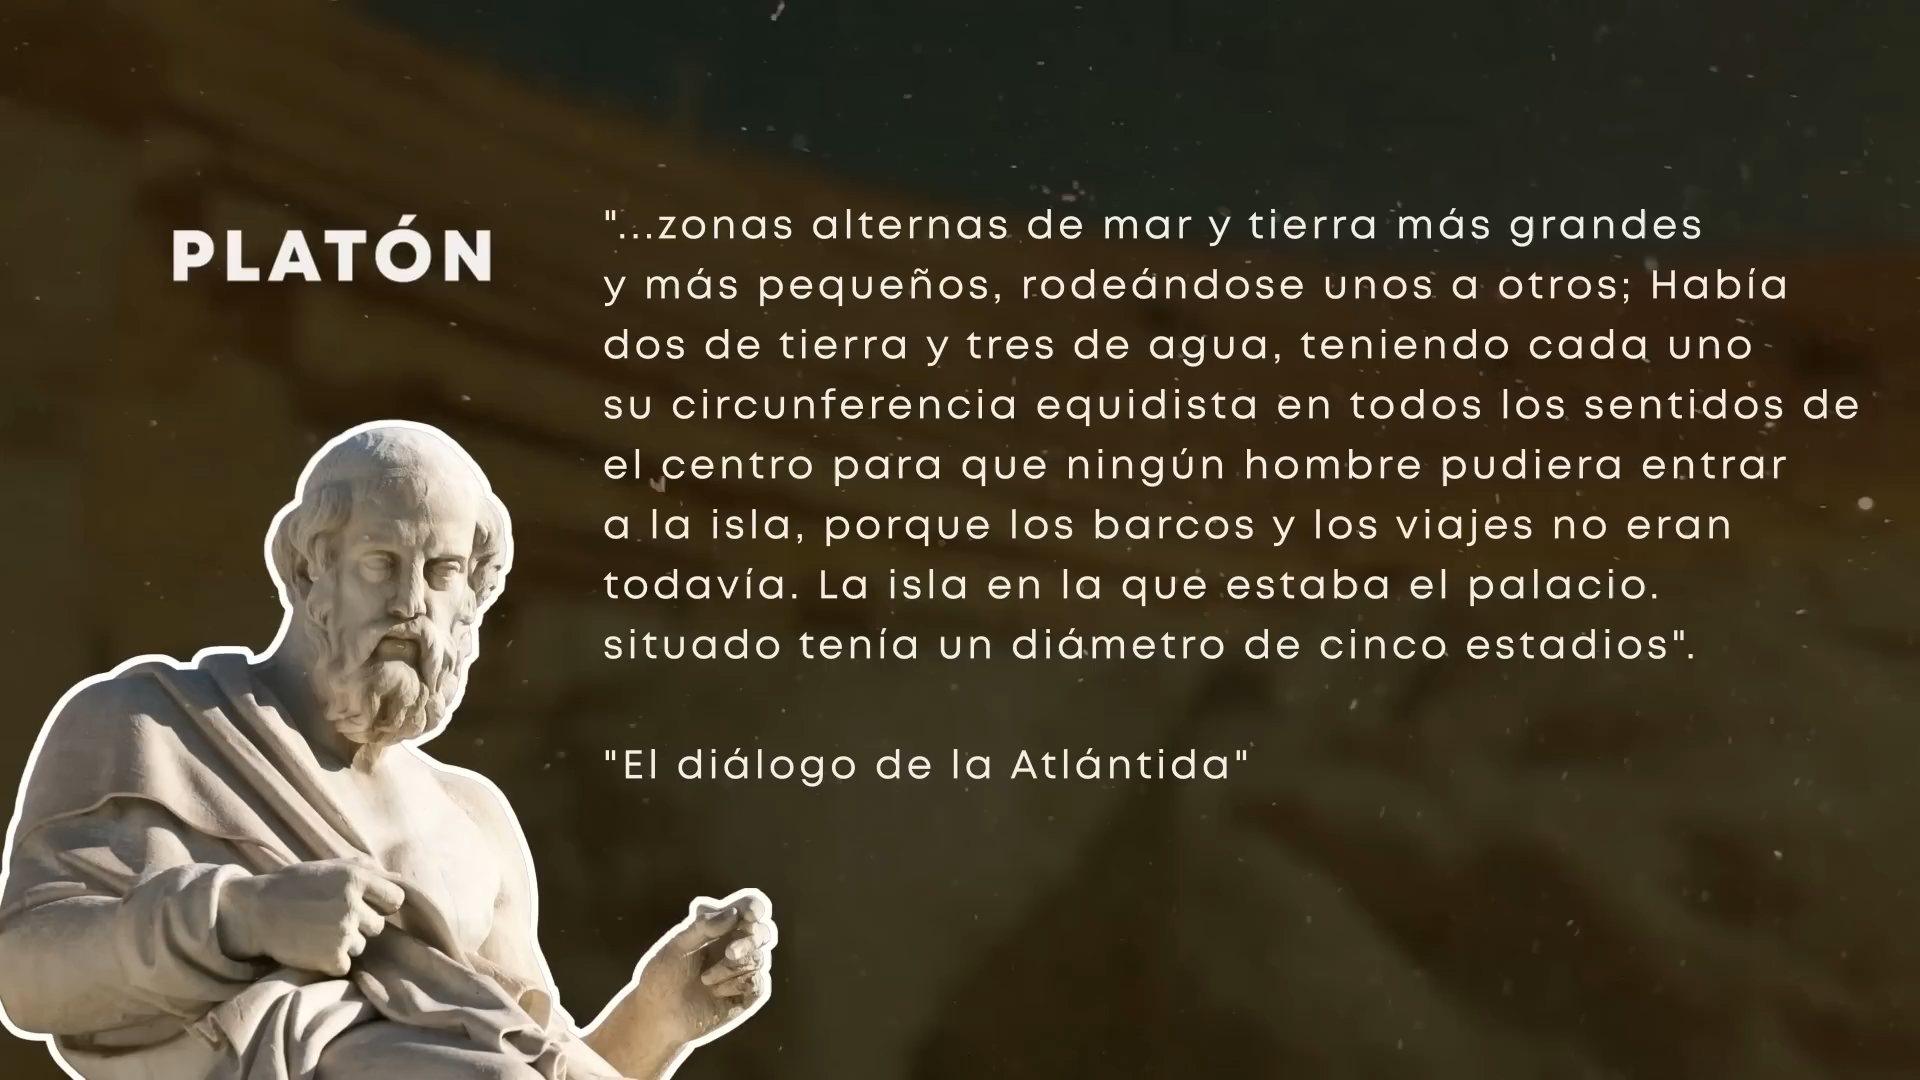 PLATÓN
"...zonas alternas de mar y tierra más grandes
y más pequeños, rodeándose unos a otros; Había
dos de tierra y tres de agua, teniendo cada uno
su circunferencia equidista en todos los sentidos de
el centro para que ningún hombre pudiera entrar
a la isla, porque los barcos y los viajes no eran
todavía. La isla en la que estaba el palacio.
situado tenía un diámetro de cinco estadios".
"El diálogo de la Atlántida"